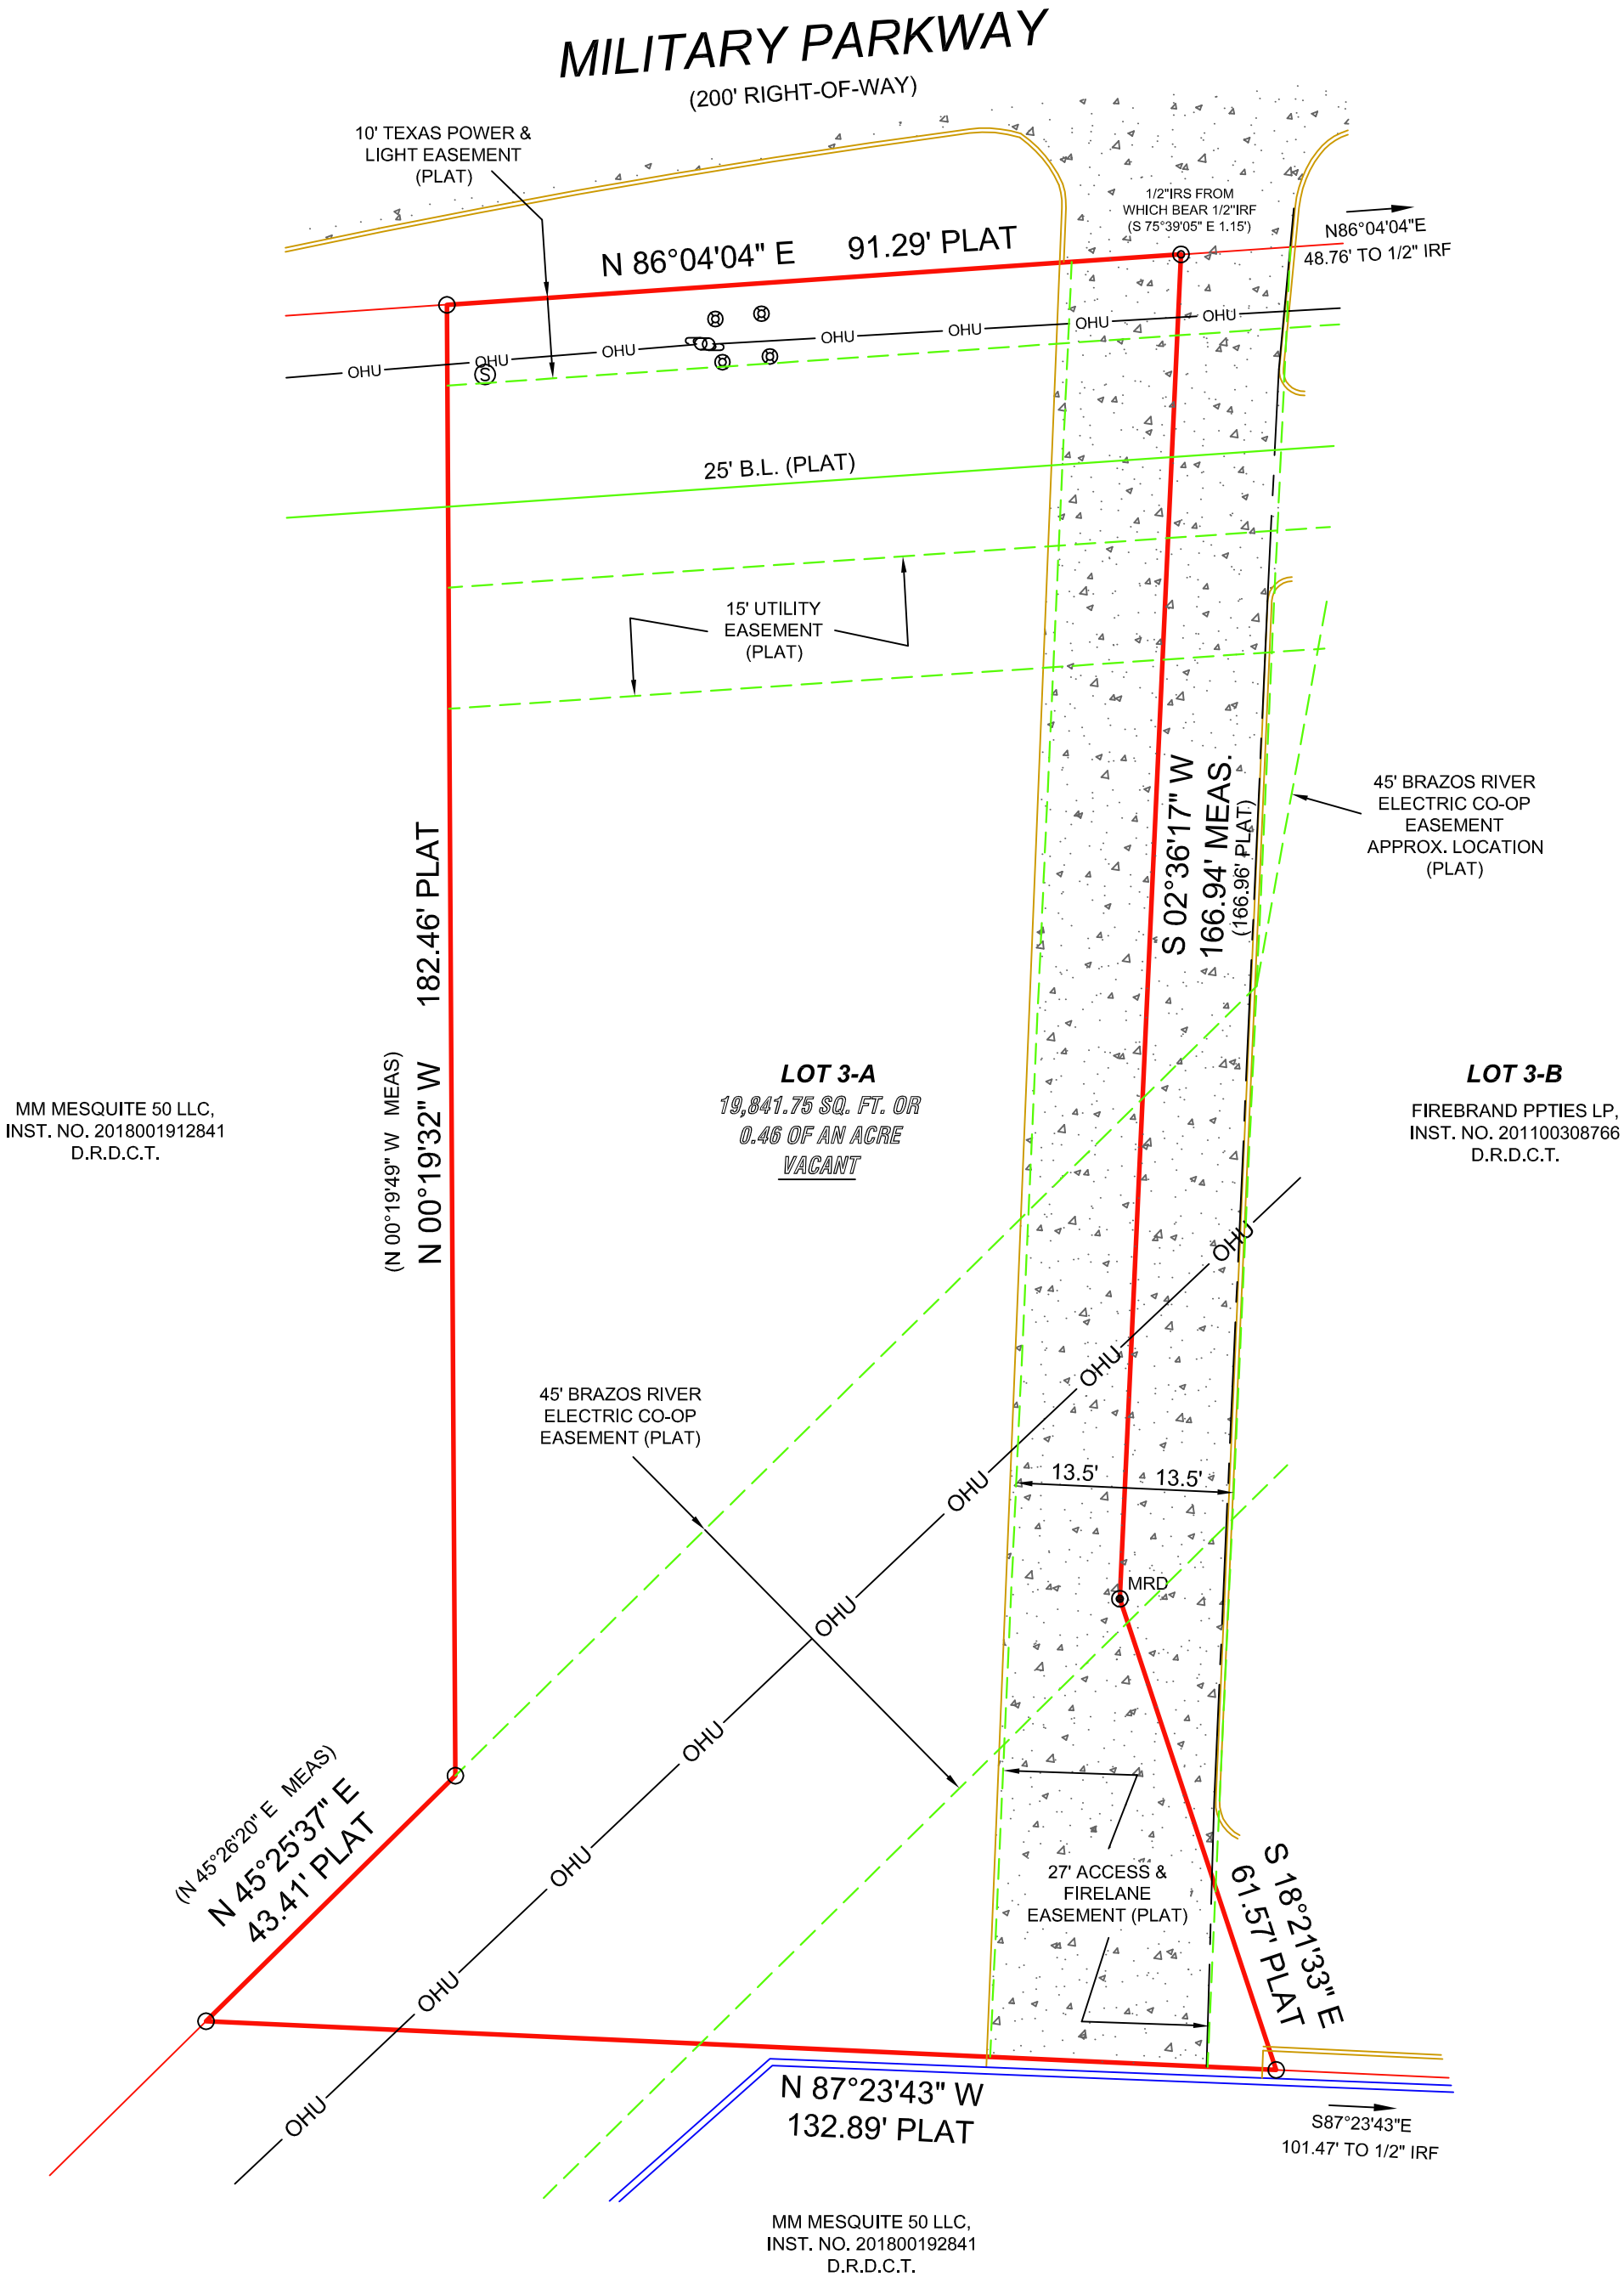 MILITARY PARKWAY
(200' RIGHT-OF-WAY)
10' TEXAS POWER &
LIGHT EASEMENT
(PLAT)
1/2"IRS FROM
WHICH BEAR 1/2"IRF
(S 75°39'05" E 1.15')
N86°04'04"E
48.76' TO 1/2" IRF
N 86°04'04" E 91.29' PLAT
OHU
OHU
OHU
OHU
OHU
OHU
OHU
S
25' B.L. (PLAT)
15' UTILITY
EASEMENT
(PLAT)
S 02°36'17" W
166.94' MEAS.
(166.96' PLAT)
45' BRAZOS RIVER
ELECTRIC CO-OP
EASEMENT
APPROX. LOCATION
(PLAT)
(N 00°19'49" W MEAS)
N 00°19'32" W 182.46' PLAT
MM MESQUITE 50 LLC,
INST. NO. 2018001912841
D.R.D.C.T.
LOT 3-A
19,841.75 SQ. FT. OR
0.46 OF AN ACRE
VACANT
LOT 3-B
FIREBRAND PPTIES LP,
INST. NO. 201100308766
D.R.D.C.T.
OHU
OHU
OHU
OHU
OHU
OHU
OHU
OHU
45' BRAZOS RIVER
ELECTRIC CO-OP
EASEMENT (PLAT)
13.5' 13.5'
MRD
(N 45°26'20" E MEAS)
N 45°25'37" E
43.41' PLAT
27' ACCESS &
FIRELANE
EASEMENT (PLAT)
S 18°21'33" E
61.57' PLAT
N 87°23'43" W
132.89' PLAT
S87°23'43"E
101.47' TO 1/2" IRF
MM MESQUITE 50 LLC,
INST. NO. 201800192841
D.R.D.C.T.